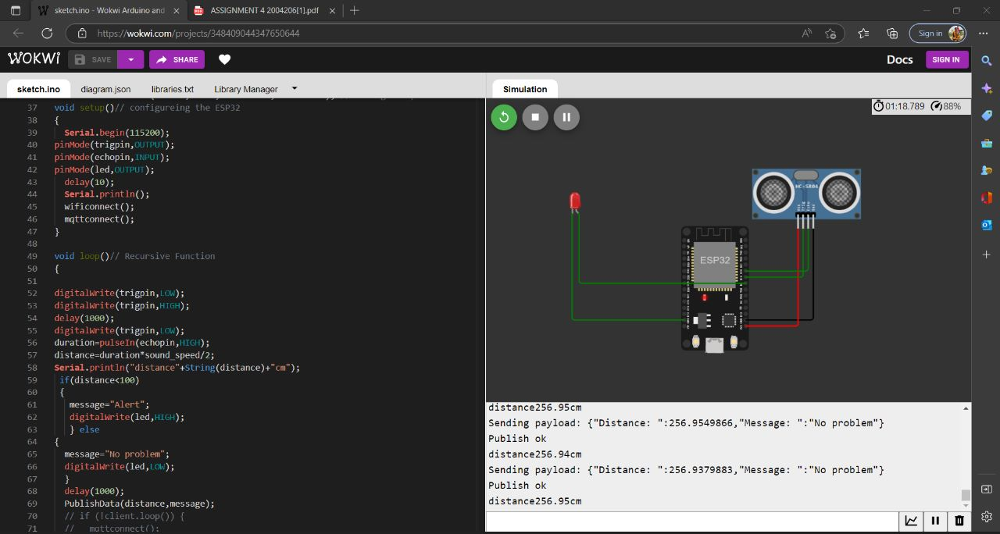 sketch.ino - Wokwi Arduino and
ASSIGNMENT 4 2004206[1].pdf
https://wokwi.com/projects/348409044347650644
Sign in
WOKWI
SAVE
SHARE
Docs
SIGN IN
sketch.ino
diagram.json
libraries.txt
Library Manager
Simulation
37 void setup()// configureing the ESP32
38 {
39 Serial.begin(115200);
40 pinMode(trigpin,OUTPUT);
41 pinMode(echopin,INPUT);
42 pinMode(led,OUTPUT);
43 delay(10);
44 Serial.println();
45 wificonnect();
46 mqttconnect();
47 }
48
49 void loop()// Recursive Function
50 {
51
52 digitalWrite(trigpin,LOW);
53 digitalWrite(trigpin,HIGH);
54 delay(1000);
55 digitalWrite(trigpin,LOW);
56 duration=pulseIn(echopin,HIGH);
57 distance=duration*sound_speed/2;
58 Serial.println("distance"+String(distance)+"cm");
59 if(distance<100)
60 {
61 message="Alert";
62 digitalWrite(led,HIGH);
63 } else
64 {
65 message="No problem";
66 digitalWrite(led,LOW);
67 }
68 delay(1000);
69 PublishData(distance,message);
70 // if (!client.loop()) {
71 // mqttconnect();
01:18.789
88%
HC-SR04
ESP32
distance256.95cm
Sending payload: {"Distance: ":256.9549866,"Message: ":"No problem"}
Publish ok
distance256.94cm
Sending payload: {"Distance: ":256.9379883,"Message: ":"No problem"}
Publish ok
distance256.95cm